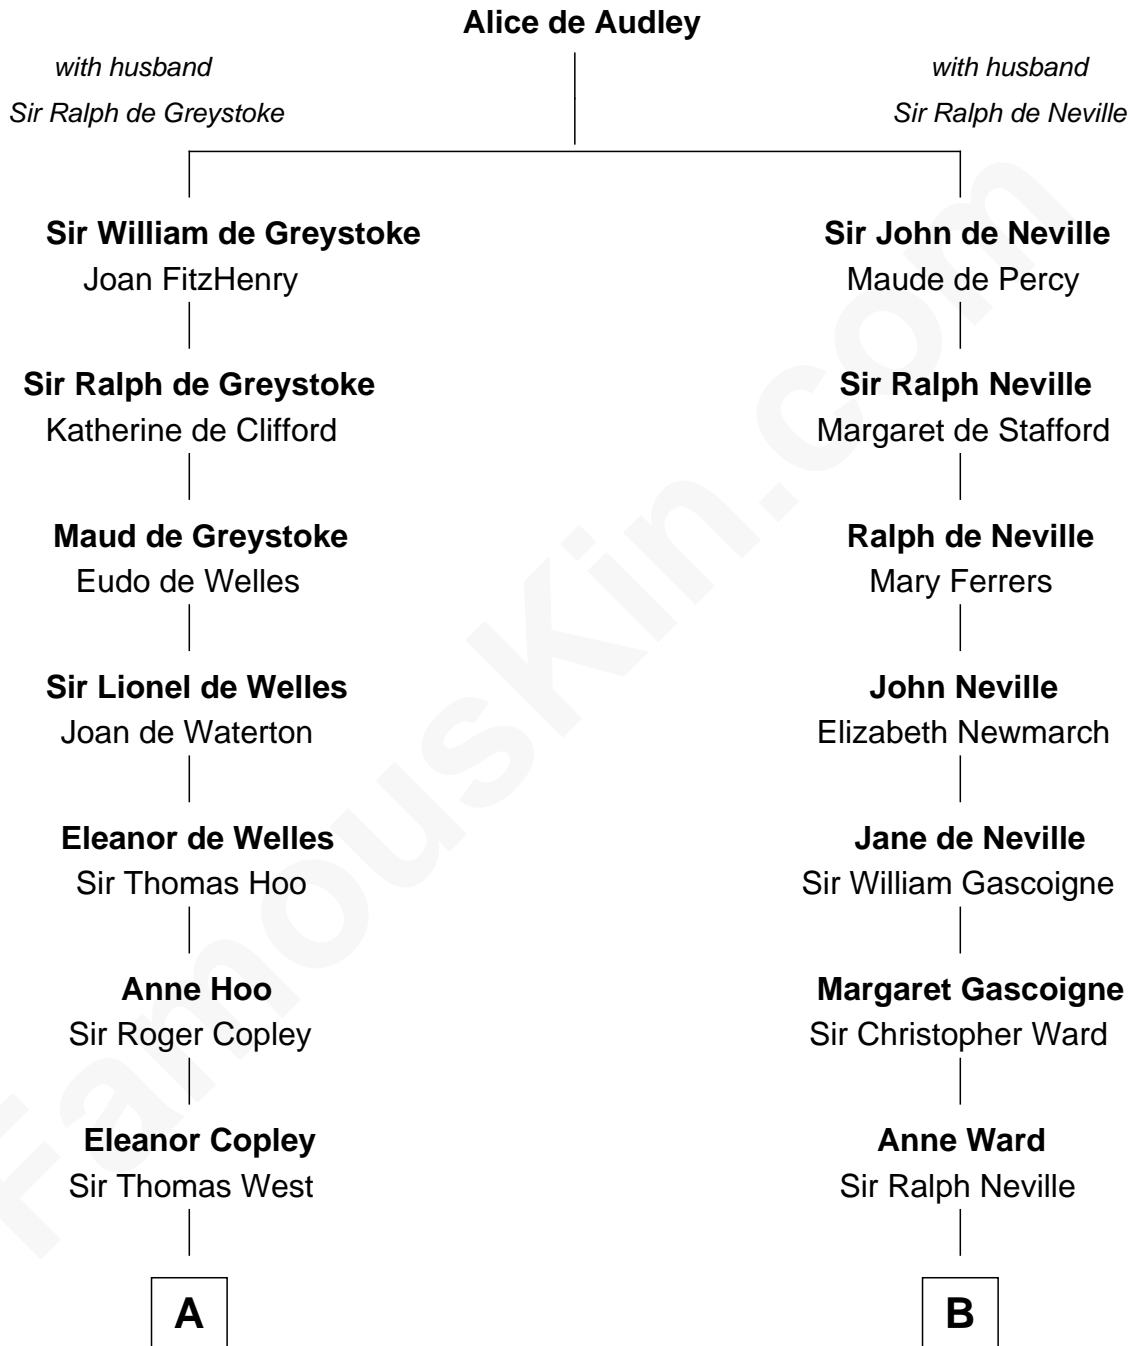 Alice de Audley
with husband
Sir Ralph de Greystoke
with husband
Sir Ralph de Neville
Sir William de Greystoke
Joan FitzHenry
Sir John de Neville
Maude de Percy
Sir Ralph de Greystoke
Katherine de Clifford
Sir Ralph Neville
Margaret de Stafford
Maud de Greystoke
Eudo de Welles
Ralph de Neville
Mary Ferrers
Sir Lionel de Welles
Joan de Waterton
John Neville
Elizabeth Newmarch
Eleanor de Welles
Sir Thomas Hoo
Jane de Neville
Sir William Gascoigne
Anne Hoo
Sir Roger Copley
Margaret Gascoigne
Sir Christopher Ward
Eleanor Copley
Sir Thomas West
Anne Ward
Sir Ralph Neville
A
B
FamousKin.com